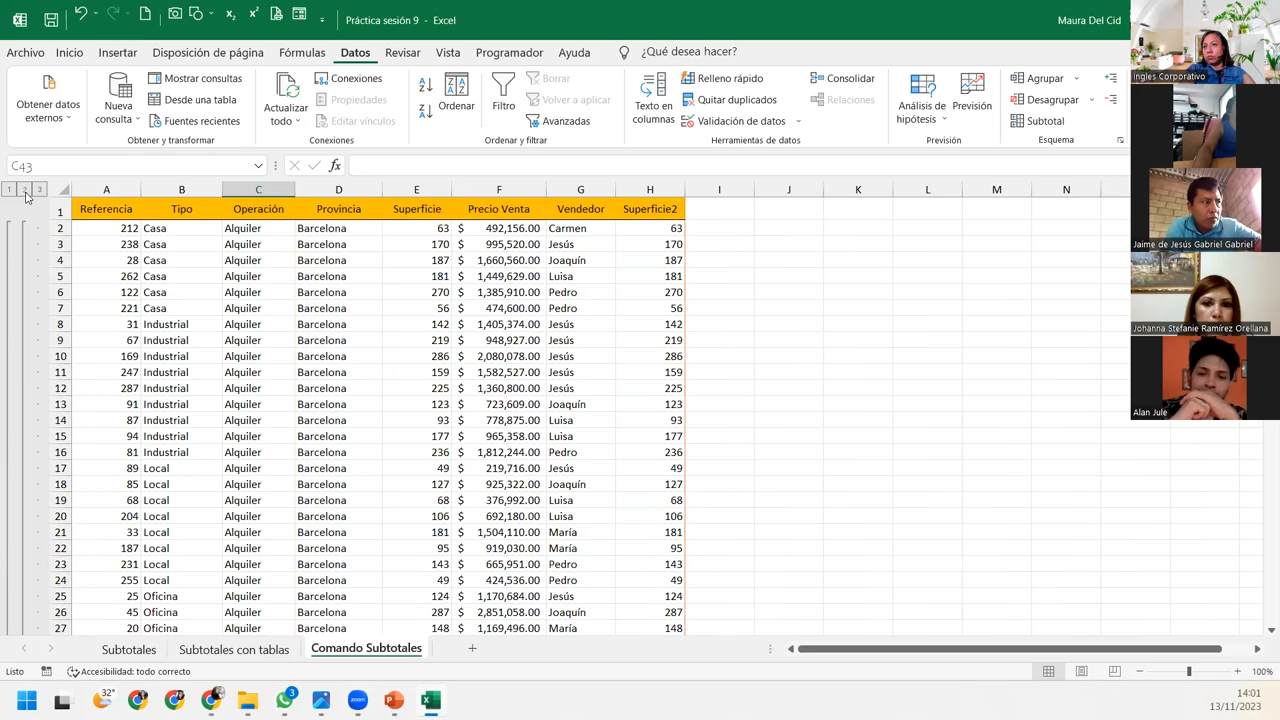 Práctica sesión 9 - Excel
Maura Del Cid
Archivo Inicio Insertar Disposición de página Fórmulas Datos Revisar Vista Programador Ayuda ¿Qué desea hacer?
Obtener datos externos
Nueva consulta
Mostrar consultas
Desde una tabla
Fuentes recientes
Obtener y transformar
Actualizar todo
Conexiones
Propiedades
Editar vínculos
Conexiones
Ordenar
Filtro
Borrar
Volver a aplicar
Avanzadas
Ordenar y filtrar
Texto en columnas
Relleno rápido
Quitar duplicados
Validación de datos
Consolidar
Relaciones
Herramientas de datos
Análisis de hipótesis
Previsión
Previsión
Agrupar
Desagrupar
Subtotal
Esquema
C43
fx
1 2 3
A B C D E F G H I J K L M N
1 Referencia Tipo Operación Provincia Superficie Precio Venta Vendedor Superficie2
2 212 Casa Alquiler Barcelona 63 $ 492,156.00 Carmen 63
3 238 Casa Alquiler Barcelona 170 $ 995,520.00 Jesús 170
4 28 Casa Alquiler Barcelona 187 $ 1,660,560.00 Joaquín 187
5 262 Casa Alquiler Barcelona 181 $ 1,449,629.00 Luisa 181
6 122 Casa Alquiler Barcelona 270 $ 1,385,910.00 Pedro 270
7 221 Casa Alquiler Barcelona 56 $ 474,600.00 Pedro 56
8 31 Industrial Alquiler Barcelona 142 $ 1,405,374.00 Jesús 142
9 67 Industrial Alquiler Barcelona 219 $ 948,927.00 Jesús 219
10 169 Industrial Alquiler Barcelona 286 $ 2,080,078.00 Jesús 286
11 247 Industrial Alquiler Barcelona 159 $ 1,582,527.00 Jesús 159
12 287 Industrial Alquiler Barcelona 225 $ 1,360,800.00 Jesús 225
13 91 Industrial Alquiler Barcelona 123 $ 723,609.00 Joaquín 123
14 87 Industrial Alquiler Barcelona 93 $ 778,875.00 Luisa 93
15 94 Industrial Alquiler Barcelona 177 $ 965,358.00 Luisa 177
16 81 Industrial Alquiler Barcelona 236 $ 1,812,244.00 Pedro 236
17 89 Local Alquiler Barcelona 49 $ 219,716.00 Jesús 49
18 85 Local Alquiler Barcelona 127 $ 925,322.00 Joaquín 127
19 68 Local Alquiler Barcelona 68 $ 376,992.00 Luisa 68
20 204 Local Alquiler Barcelona 106 $ 692,180.00 Luisa 106
21 33 Local Alquiler Barcelona 181 $ 1,504,110.00 María 181
22 187 Local Alquiler Barcelona 95 $ 919,030.00 María 95
23 231 Local Alquiler Barcelona 143 $ 665,951.00 Pedro 143
24 255 Local Alquiler Barcelona 49 $ 424,536.00 Pedro 49
25 25 Oficina Alquiler Barcelona 124 $ 1,170,684.00 Jesús 124
26 45 Oficina Alquiler Barcelona 287 $ 2,851,058.00 Joaquín 287
27 20 Oficina Alquiler Barcelona 148 $ 1,169,496.00 María 148
Subtotales Subtotales con tablas Comando Subtotales
Listo Accesibilidad: todo correcto 100%
32° 3
14:01
13/11/2023
Ingles Corporativo
Jaime de Jesús Gabriel Gabriel
Johanna Stefanie Ramírez Orellana
Alan Jule